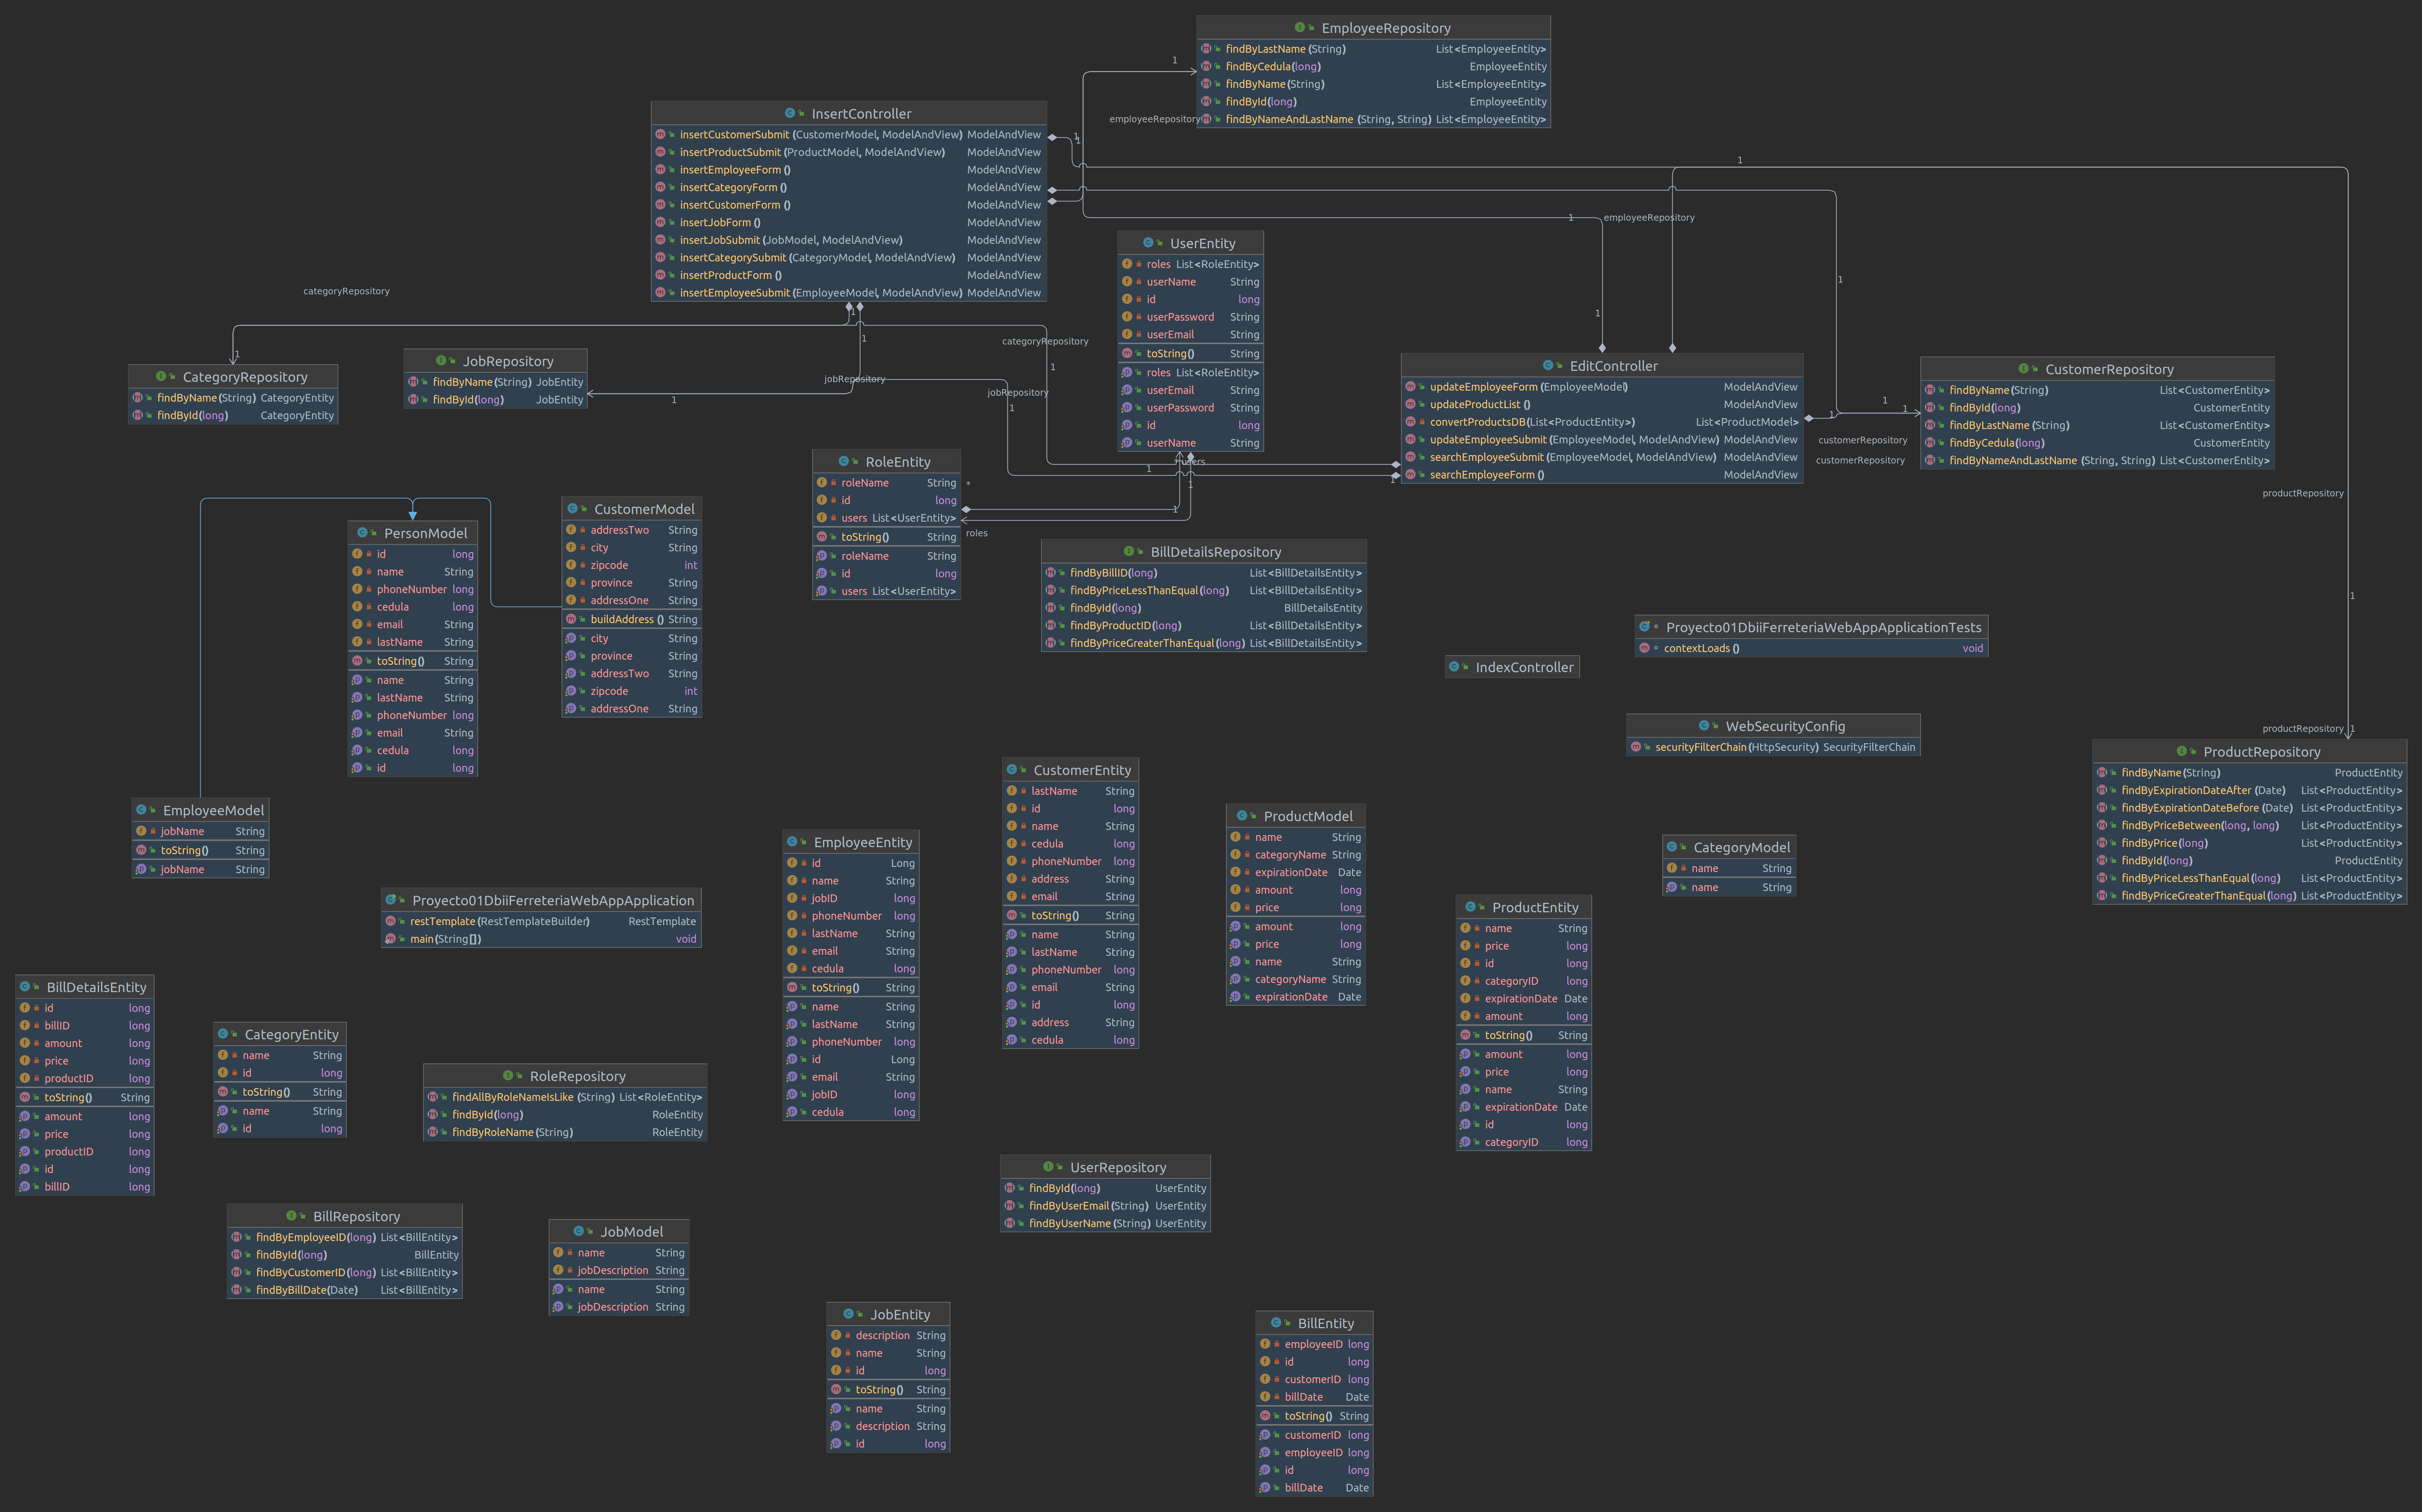 EmployeeRepository
findByLastName(String) List<EmployeeEntity>
findByCedula(long) EmployeeEntity
findByName(String) List<EmployeeEntity>
findById(long) EmployeeEntity
findByNameAndLastName(String, String) List<EmployeeEntity>
1
employeeRepository
InsertController
insertCustomerSubmit(CustomerModel, ModelAndView) ModelAndView
insertProductSubmit(ProductModel, ModelAndView) ModelAndView
insertEmployeeForm() ModelAndView
insertCategoryForm() ModelAndView
insertCustomerForm() ModelAndView
insertJobForm() ModelAndView
insertJobSubmit(JobModel, ModelAndView) ModelAndView
insertCategorySubmit(CategoryModel, ModelAndView) ModelAndView
insertProductForm() ModelAndView
insertEmployeeSubmit(EmployeeModel, ModelAndView) ModelAndView
1
1
1
1 employeeRepository
1
1
UserEntity
roles List<RoleEntity>
userName String
id long
userPassword String
userEmail String
toString() String
roles List<RoleEntity>
userEmail String
userPassword String
id long
userName String
categoryRepository
1
1
1
categoryRepository
1
CategoryRepository
findByName(String) CategoryEntity
findById(long) CategoryEntity
JobRepository
findByName(String) JobEntity
findById(long) JobEntity
jobRepository
1
jobRepository
1
EditController
updateEmployeeForm(EmployeeModel) ModelAndView
updateProductList() ModelAndView
convertProductsDB(List<ProductEntity>) List<ProductModel>
updateEmployeeSubmit(EmployeeModel, ModelAndView) ModelAndView
searchEmployeeSubmit(EmployeeModel, ModelAndView) ModelAndView
searchEmployeeForm() ModelAndView
1
1
1
1
1
customerRepository
customerRepository
CustomerRepository
findByName(String) List<CustomerEntity>
findById(long) CustomerEntity
findByLastName(String) List<CustomerEntity>
findByCedula(long) CustomerEntity
findByNameAndLastName(String, String) List<CustomerEntity>
productRepository
RoleEntity
roleName String
id long
users List<UserEntity>
toString() String
roleName String
id long
users List<UserEntity>
*
roles
users
1
1
PersonModel
id long
name String
phoneNumber long
cedula long
email String
lastName String
toString() String
name String
lastName String
phoneNumber long
email String
cedula long
id long
CustomerModel
addressTwo String
city String
zipcode int
province String
addressOne String
buildAddress() String
city String
province String
addressTwo String
zipcode int
addressOne String
BillDetailsRepository
findByBillID(long) List<BillDetailsEntity>
findByPriceLessThanEqual(long) List<BillDetailsEntity>
findById(long) BillDetailsEntity
findByProductID(long) List<BillDetailsEntity>
findByPriceGreaterThanEqual(long) List<BillDetailsEntity>
1
Proyecto01DbiiFerreteriaWebAppApplicationTests
contextLoads() void
IndexController
WebSecurityConfig
securityFilterChain(HttpSecurity) SecurityFilterChain
productRepository 1
ProductRepository
findByName(String) ProductEntity
findByExpirationDateAfter(Date) List<ProductEntity>
findByExpirationDateBefore(Date) List<ProductEntity>
findByPriceBetween(long, long) List<ProductEntity>
findByPrice(long) List<ProductEntity>
findById(long) ProductEntity
findByPriceLessThanEqual(long) List<ProductEntity>
findByPriceGreaterThanEqual(long) List<ProductEntity>
EmployeeModel
jobName String
toString() String
jobName String
Proyecto01DbiiFerreteriaWebAppApplication
restTemplate(RestTemplateBuilder) RestTemplate
main(String[]) void
EmployeeEntity
id Long
name String
jobID long
phoneNumber long
lastName String
email String
cedula long
toString() String
name String
lastName String
phoneNumber long
id Long
email String
jobID long
cedula long
CustomerEntity
lastName String
id long
name String
cedula long
phoneNumber long
address String
email String
toString() String
name String
lastName String
phoneNumber long
email String
id long
address String
cedula long
ProductModel
name String
categoryName String
expirationDate Date
amount long
price long
amount long
price long
name String
categoryName String
expirationDate Date
CategoryModel
name String
name String
ProductEntity
name String
price long
id long
categoryID long
expirationDate Date
amount long
toString() String
amount long
price long
name String
expirationDate Date
id long
categoryID long
BillDetailsEntity
id long
billID long
amount long
price long
productID long
toString() String
amount long
price long
productID long
id long
billID long
CategoryEntity
name String
id long
toString() String
name String
id long
RoleRepository
findAllByRoleNameIsLike(String) List<RoleEntity>
findById(long) RoleEntity
findByRoleName(String) RoleEntity
UserRepository
findById(long) UserEntity
findByUserEmail(String) UserEntity
findByUserName(String) UserEntity
BillRepository
findByEmployeeID(long) List<BillEntity>
findById(long) BillEntity
findByCustomerID(long) List<BillEntity>
findByBillDate(Date) List<BillEntity>
JobModel
name String
jobDescription String
name String
jobDescription String
JobEntity
description String
name String
id long
toString() String
name String
description String
id long
BillEntity
employeeID long
id long
customerID long
billDate Date
toString() String
customerID long
employeeID long
id long
billDate Date